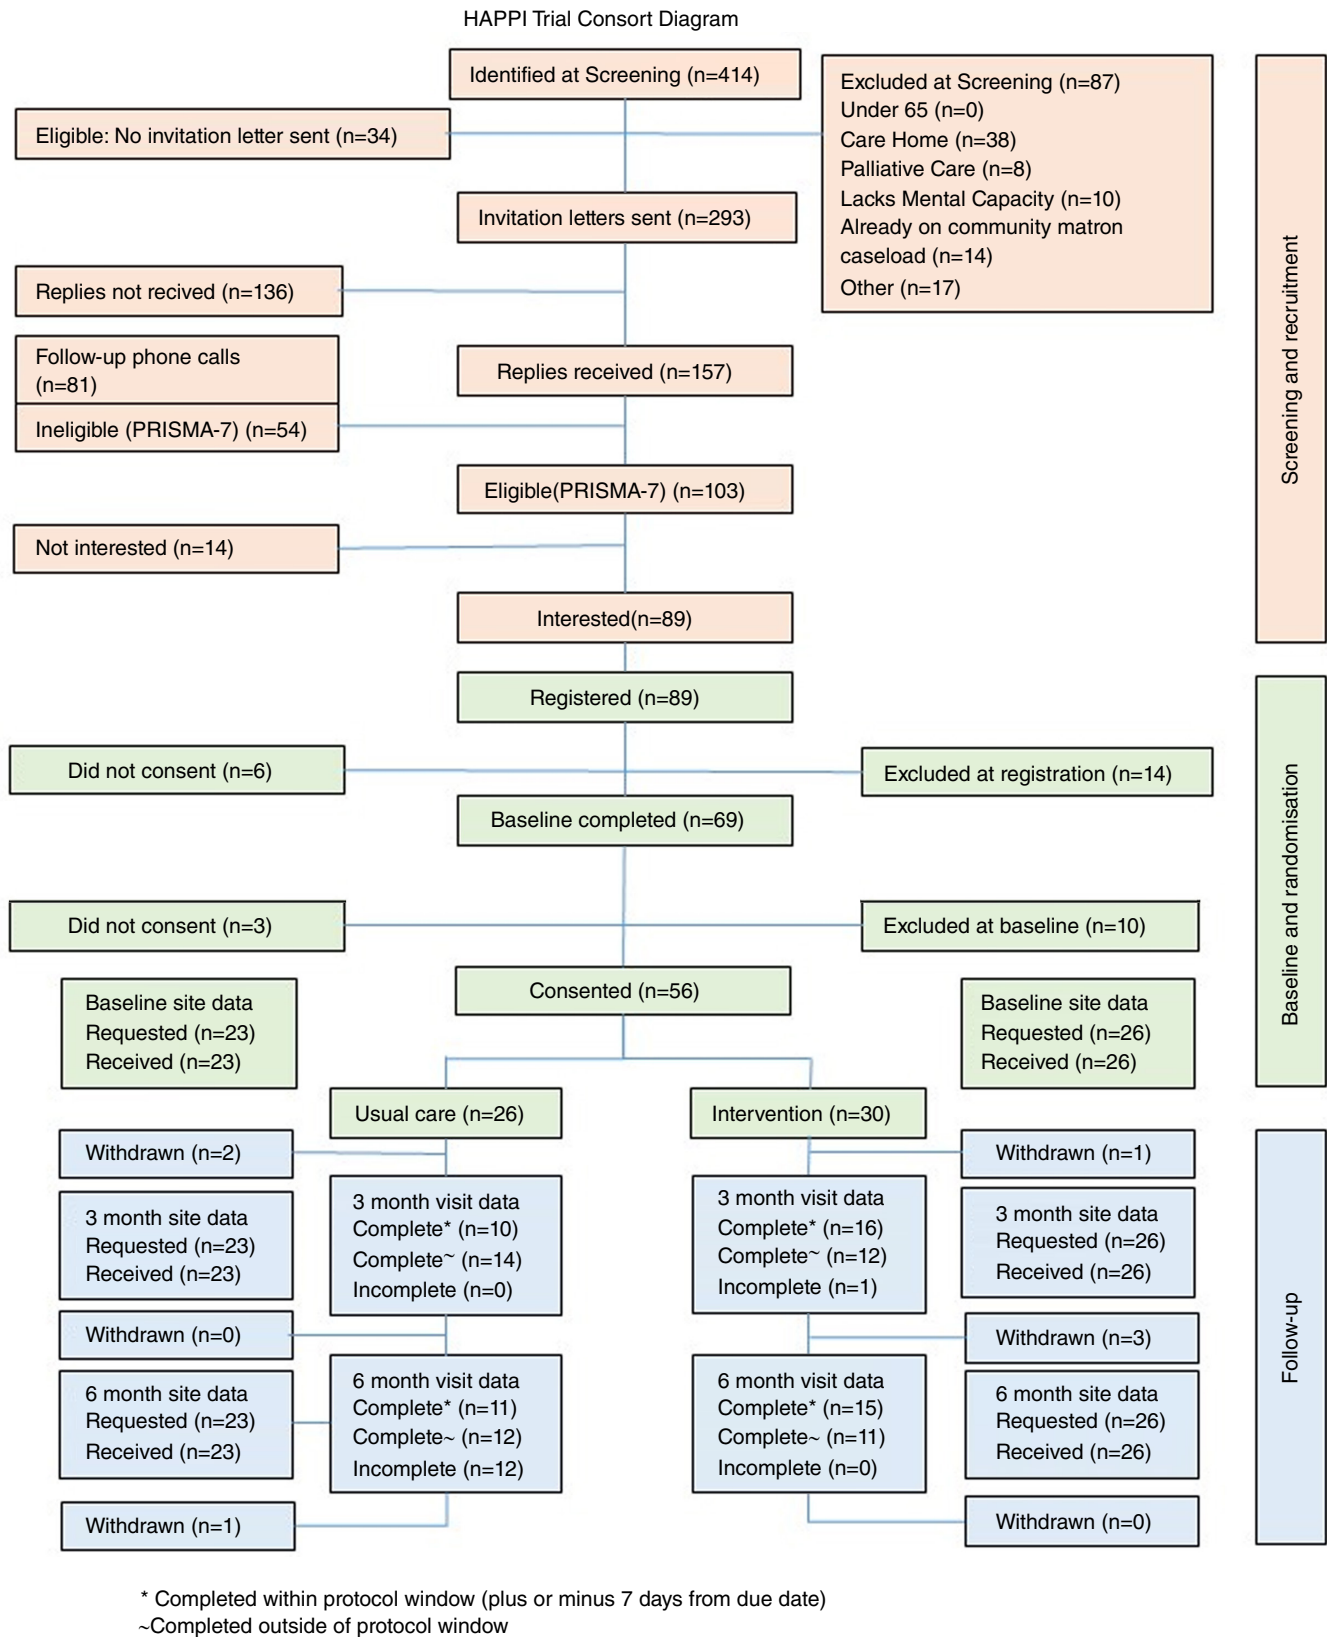 HAPPI Trial Consort Diagram
Identified at Screening (n=414)
Excluded at Screening (n=87)
Under 65 (n=0)
Care Home (n=38)
Palliative Care (n=8)
Lacks Mental Capacity (n=10)
Already on community matron
caseload (n=14)
Other (n=17)
Eligible: No invitation letter sent (n=34)
Invitation letters sent (n=293)
Replies not recived (n=136)
Follow-up phone calls
(n=81)
Replies received (n=157)
Ineligible (PRISMA-7) (n=54)
Eligible(PRISMA-7) (n=103)
Not interested (n=14)
Interested(n=89)
Screening and recruitment
Registered (n=89)
Did not consent (n=6)
Excluded at registration (n=14)
Baseline completed (n=69)
Did not consent (n=3)
Excluded at baseline (n=10)
Consented (n=56)
Baseline site data
Requested (n=23)
Received (n=23)
Baseline site data
Requested (n=26)
Received (n=26)
Baseline and randomisation
Usual care (n=26)
Intervention (n=30)
Withdrawn (n=2)
Withdrawn (n=1)
3 month site data
Requested (n=23)
Received (n=23)
3 month visit data
Complete* (n=10)
Complete~ (n=14)
Incomplete (n=0)
3 month visit data
Complete* (n=16)
Complete~ (n=12)
Incomplete (n=1)
3 month site data
Requested (n=26)
Received (n=26)
Withdrawn (n=0)
Withdrawn (n=3)
6 month site data
Requested (n=23)
Received (n=23)
6 month visit data
Complete* (n=11)
Complete~ (n=12)
Incomplete (n=12)
6 month visit data
Complete* (n=15)
Complete~ (n=11)
Incomplete (n=0)
6 month site data
Requested (n=26)
Received (n=26)
Withdrawn (n=1)
Withdrawn (n=0)
Follow-up
* Completed within protocol window (plus or minus 7 days from due date)
~Completed outside of protocol window